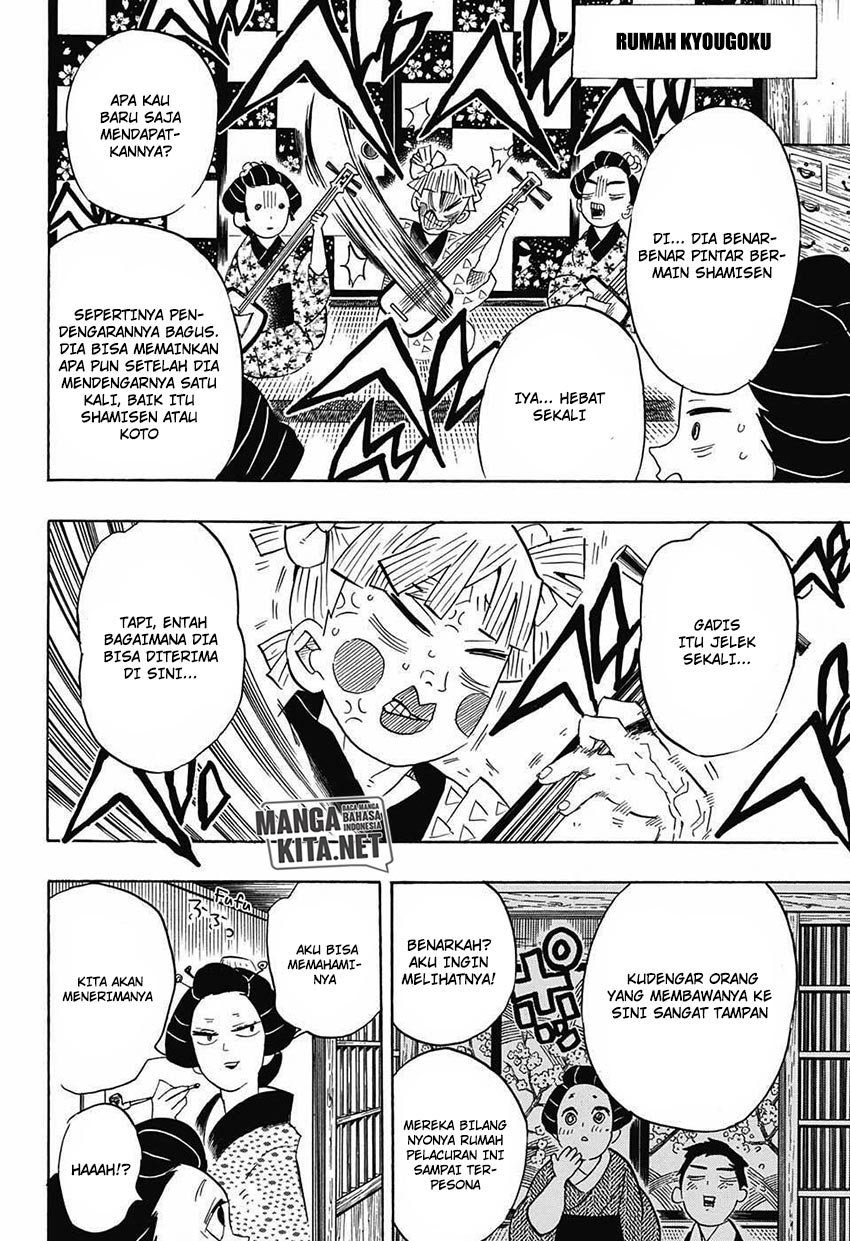 RUMAH KYOUGOKU
DI... DIA BENAR-
BENAR PINTAR BER-
MAIN SHAMISEN
IYA... HEBAT
SEKALI
APA KAU
BARU SAJA
MENDAPAT-
KANNYA?
SEPERTINYA PEN-
DENGARANNYA BAGUS.
DIA BISA MEMAINKAN
APA PUN SETELAH DIA
MENDENGARNYA SATU
KALI, BAIK ITU
SHAMISEN ATAU
KOTO
GADIS
ITU JELEK
SEKALI...
TAPI, ENTAH
BAGAIMANA DIA
BISA DITERIMA
DI SINI...
MANGA
KITA.NET
BACA MANGA
BAHASA
INDONESIA
KUDENGAR ORANG
YANG MEMBAWANYA KE
SINI SANGAT TAMPAN
BENARKAH?
AKU INGIN
MELIHATNYA!
MEREKA BILANG
NYONYA RUMAH
PELACURAN INI
SAMPAI TER-
PESONA
AKU BISA
MEMAHAMI-
NYA
Fufu
ふふっ
KITA AKAN
MENERIMANYA
HAAAH!?